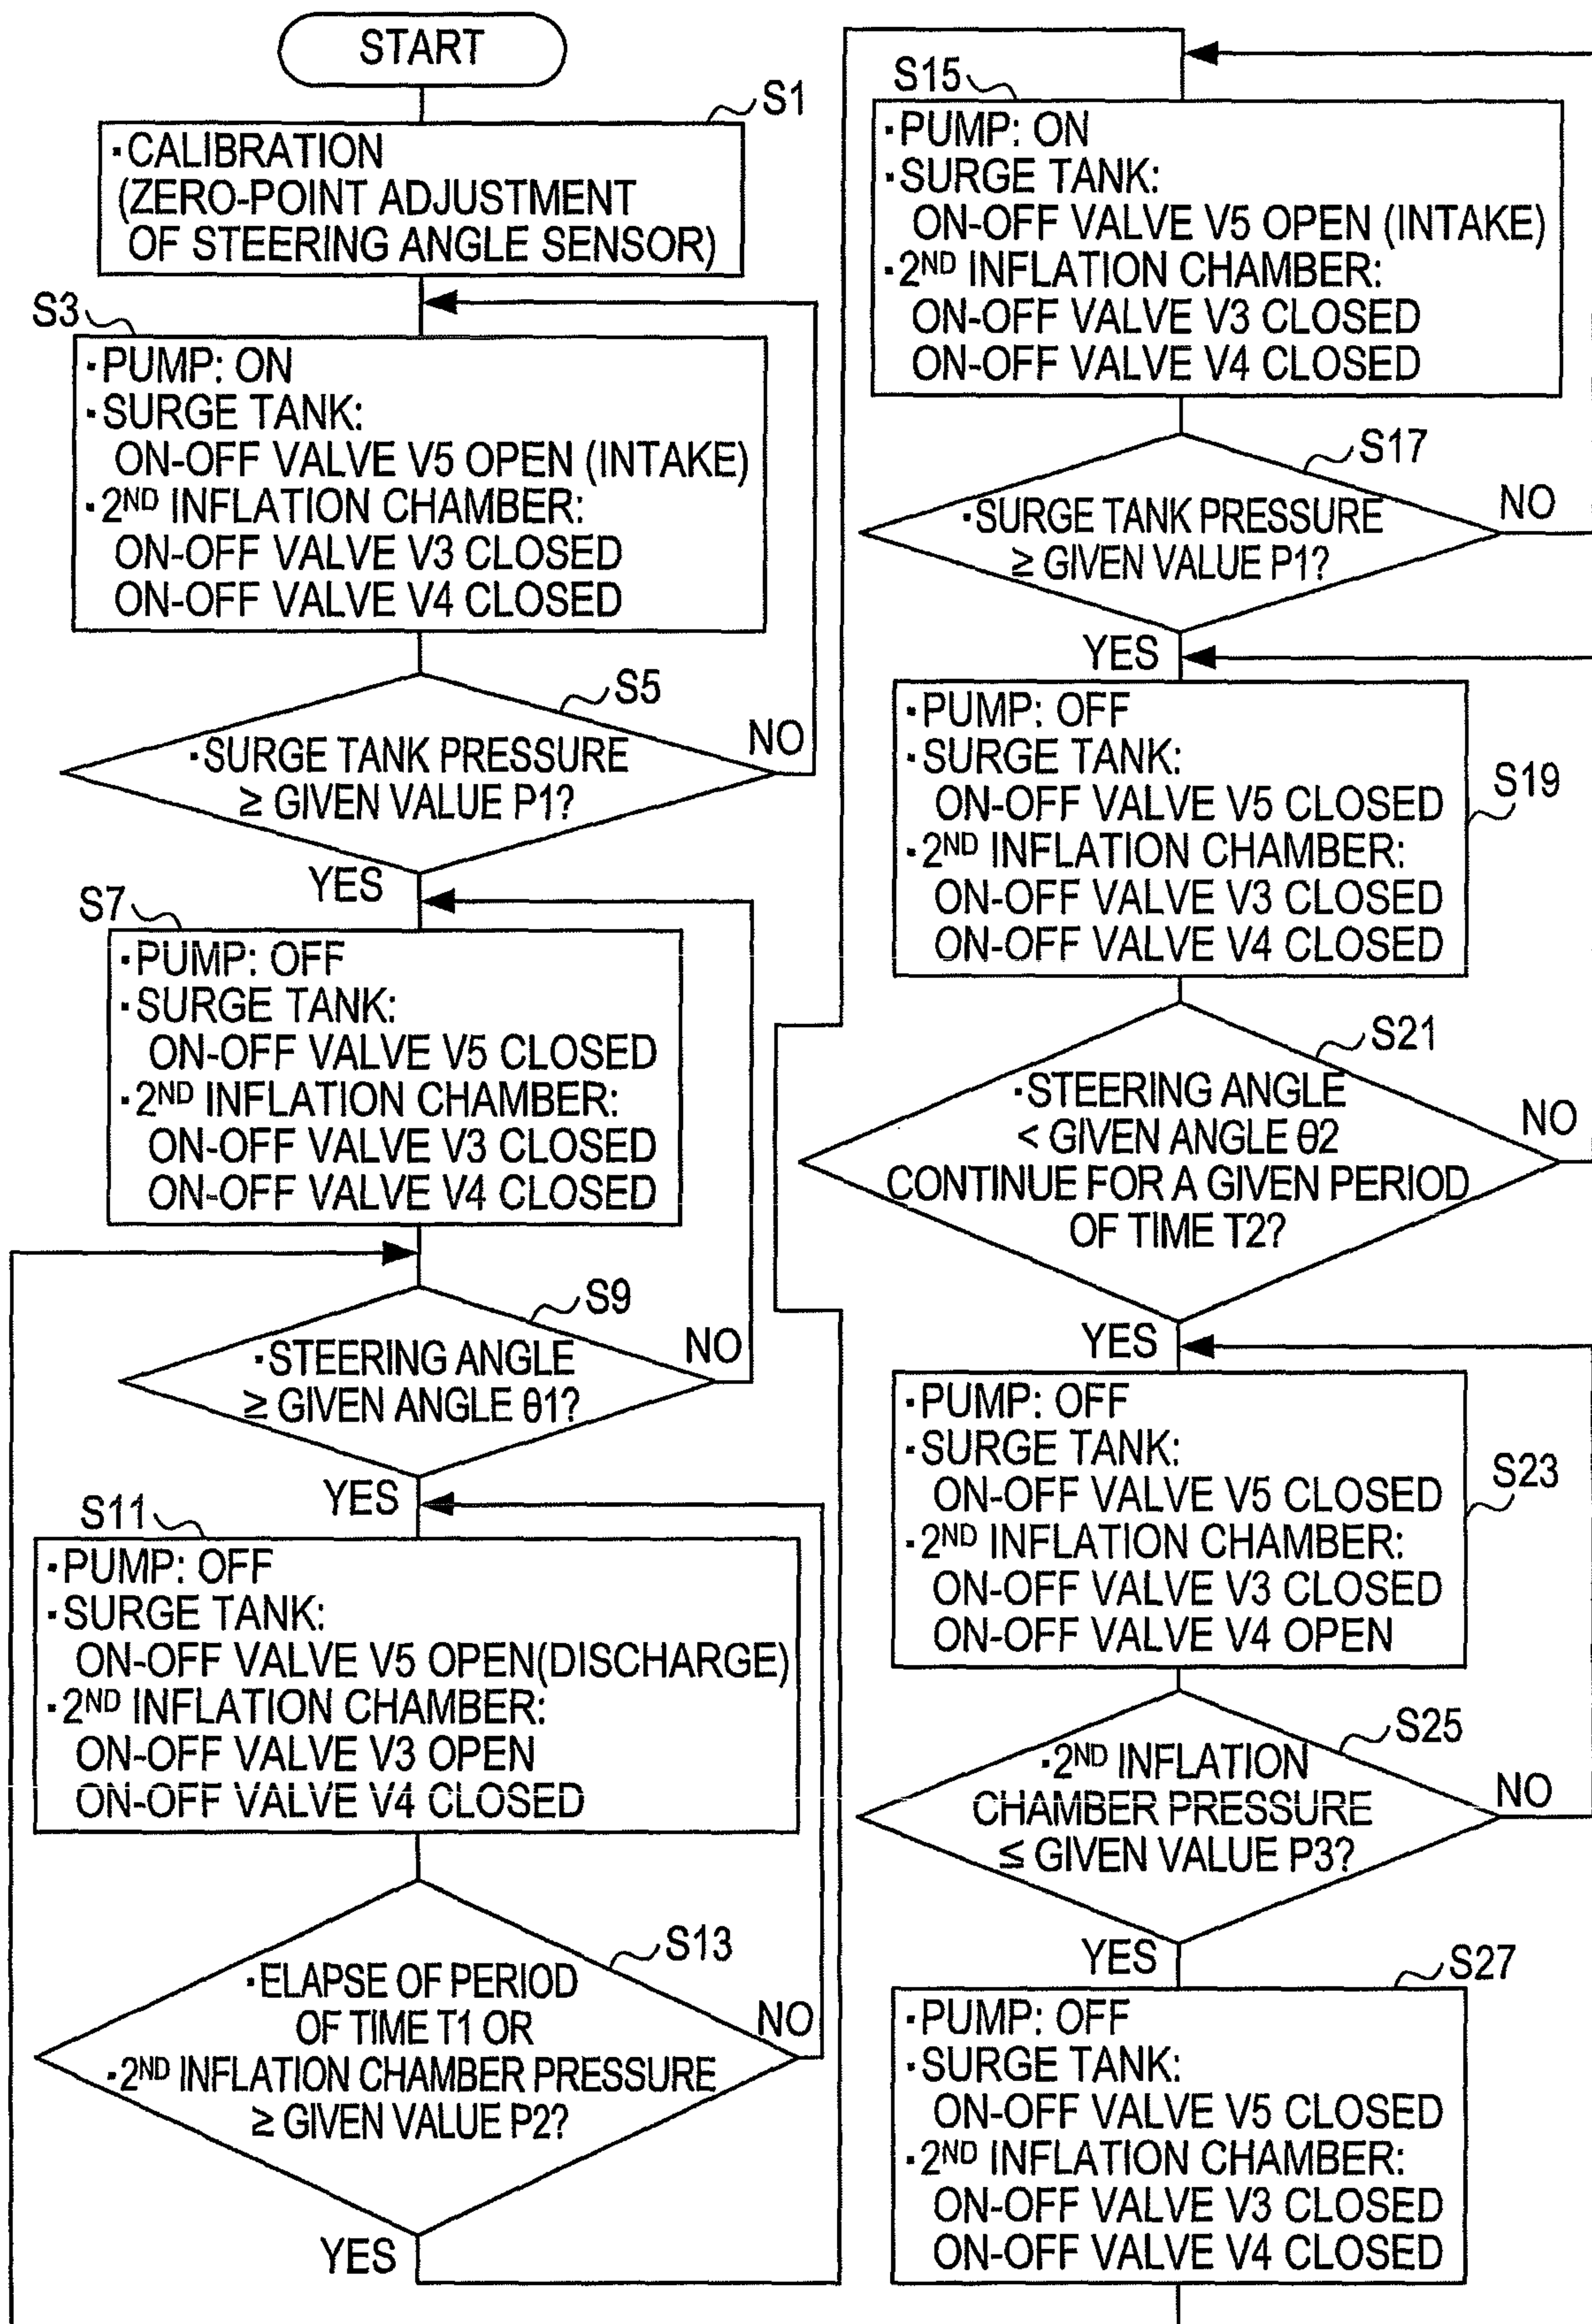 START
S1
·CALIBRATION
(ZERO-POINT ADJUSTMENT
OF STEERING ANGLE SENSOR)
S3
·PUMP: ON
·SURGE TANK:
ON-OFF VALVE V5 OPEN (INTAKE)
·2ND INFLATION CHAMBER:
ON-OFF VALVE V3 CLOSED
ON-OFF VALVE V4 CLOSED
S5
·SURGE TANK PRESSURE
≥ GIVEN VALUE P1?
NO
YES
S7
·PUMP: OFF
·SURGE TANK:
ON-OFF VALVE V5 CLOSED
·2ND INFLATION CHAMBER:
ON-OFF VALVE V3 CLOSED
ON-OFF VALVE V4 CLOSED
S9
·STEERING ANGLE
≥ GIVEN ANGLE θ1?
NO
YES
S11
·PUMP: OFF
·SURGE TANK:
ON-OFF VALVE V5 OPEN(DISCHARGE)
·2ND INFLATION CHAMBER:
ON-OFF VALVE V3 OPEN
ON-OFF VALVE V4 CLOSED
S13
·ELAPSE OF PERIOD
OF TIME T1 OR
·2ND INFLATION CHAMBER PRESSURE
≥ GIVEN VALUE P2?
NO
YES
S15
·PUMP: ON
·SURGE TANK:
ON-OFF VALVE V5 OPEN (INTAKE)
·2ND INFLATION CHAMBER:
ON-OFF VALVE V3 CLOSED
ON-OFF VALVE V4 CLOSED
S17
·SURGE TANK PRESSURE
≥ GIVEN VALUE P1?
NO
YES
·PUMP: OFF
·SURGE TANK:
ON-OFF VALVE V5 CLOSED
·2ND INFLATION CHAMBER:
ON-OFF VALVE V3 CLOSED
ON-OFF VALVE V4 CLOSED
S19
S21
·STEERING ANGLE
< GIVEN ANGLE θ2
CONTINUE FOR A GIVEN PERIOD
OF TIME T2?
NO
YES
·PUMP: OFF
·SURGE TANK:
ON-OFF VALVE V5 CLOSED
·2ND INFLATION CHAMBER:
ON-OFF VALVE V3 CLOSED
ON-OFF VALVE V4 OPEN
S23
S25
·2ND INFLATION
CHAMBER PRESSURE
≤ GIVEN VALUE P3?
NO
YES
S27
·PUMP: OFF
·SURGE TANK:
ON-OFF VALVE V5 CLOSED
·2ND INFLATION CHAMBER:
ON-OFF VALVE V3 CLOSED
ON-OFF VALVE V4 CLOSED